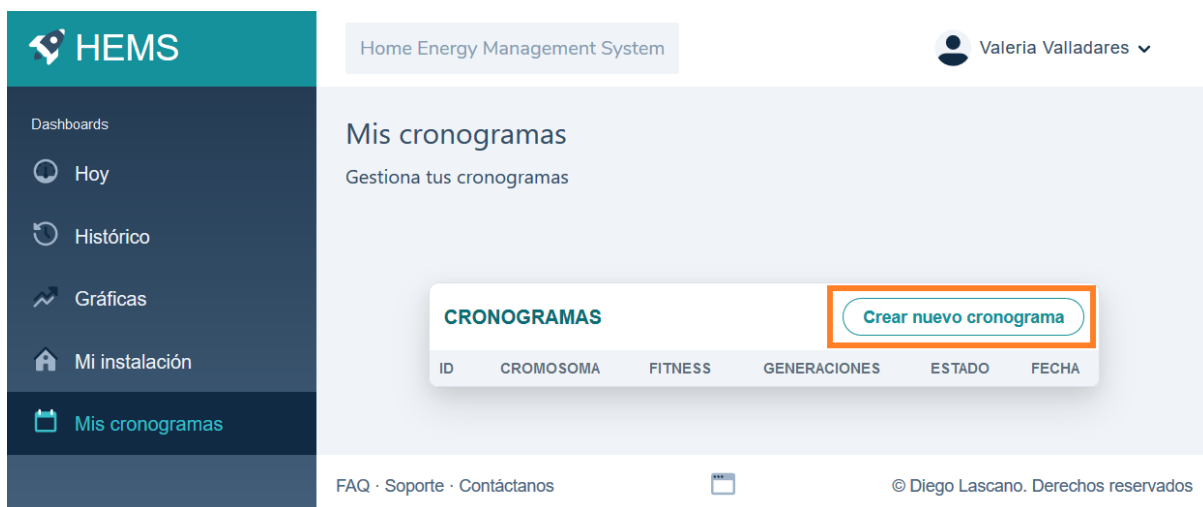 HEMS
Home Energy Management System
Valeria Valladares
Dashboards
Hoy
Histórico
Gráficas
Mi instalación
Mis cronogramas
Mis cronogramas
Gestiona tus cronogramas
CRONOGRAMAS
Crear nuevo cronograma
ID CROMOSOMA FITNESS GENERACIONES ESTADO FECHA
FAQ · Soporte · Contáctanos
© Diego Lascano. Derechos reservados